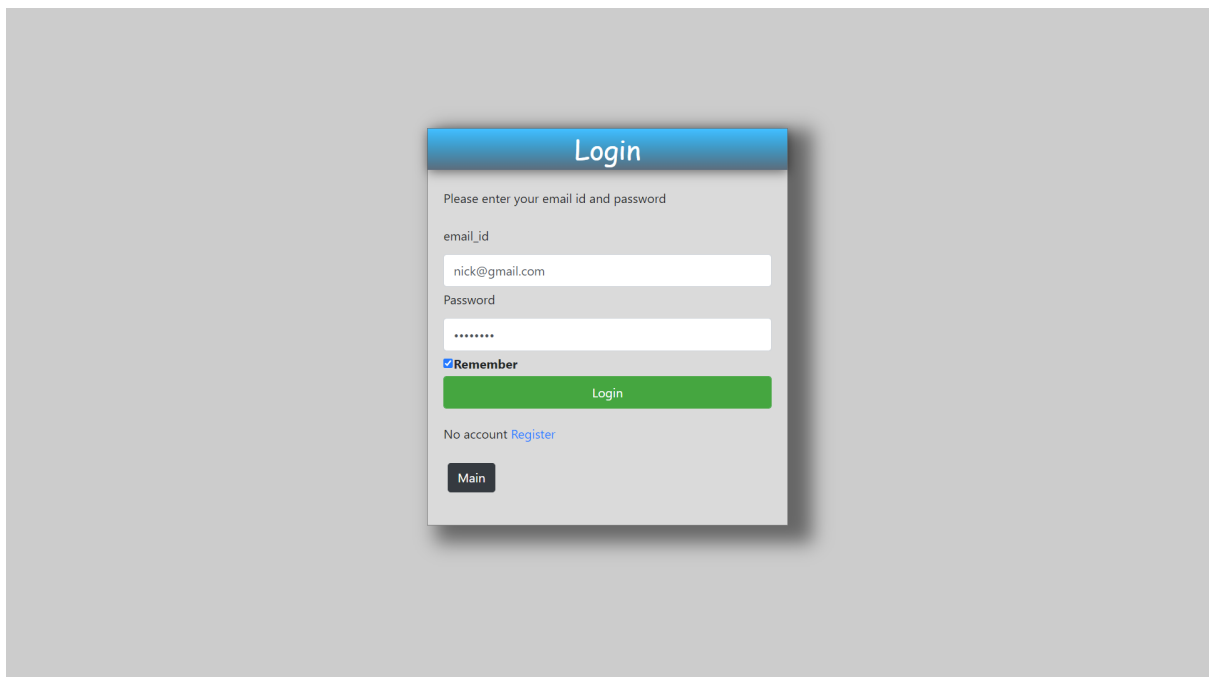 Login
Please enter your email id and password
email_id
nick@gmail.com
Password
••••••••
Remember
Login
No account Register
Main